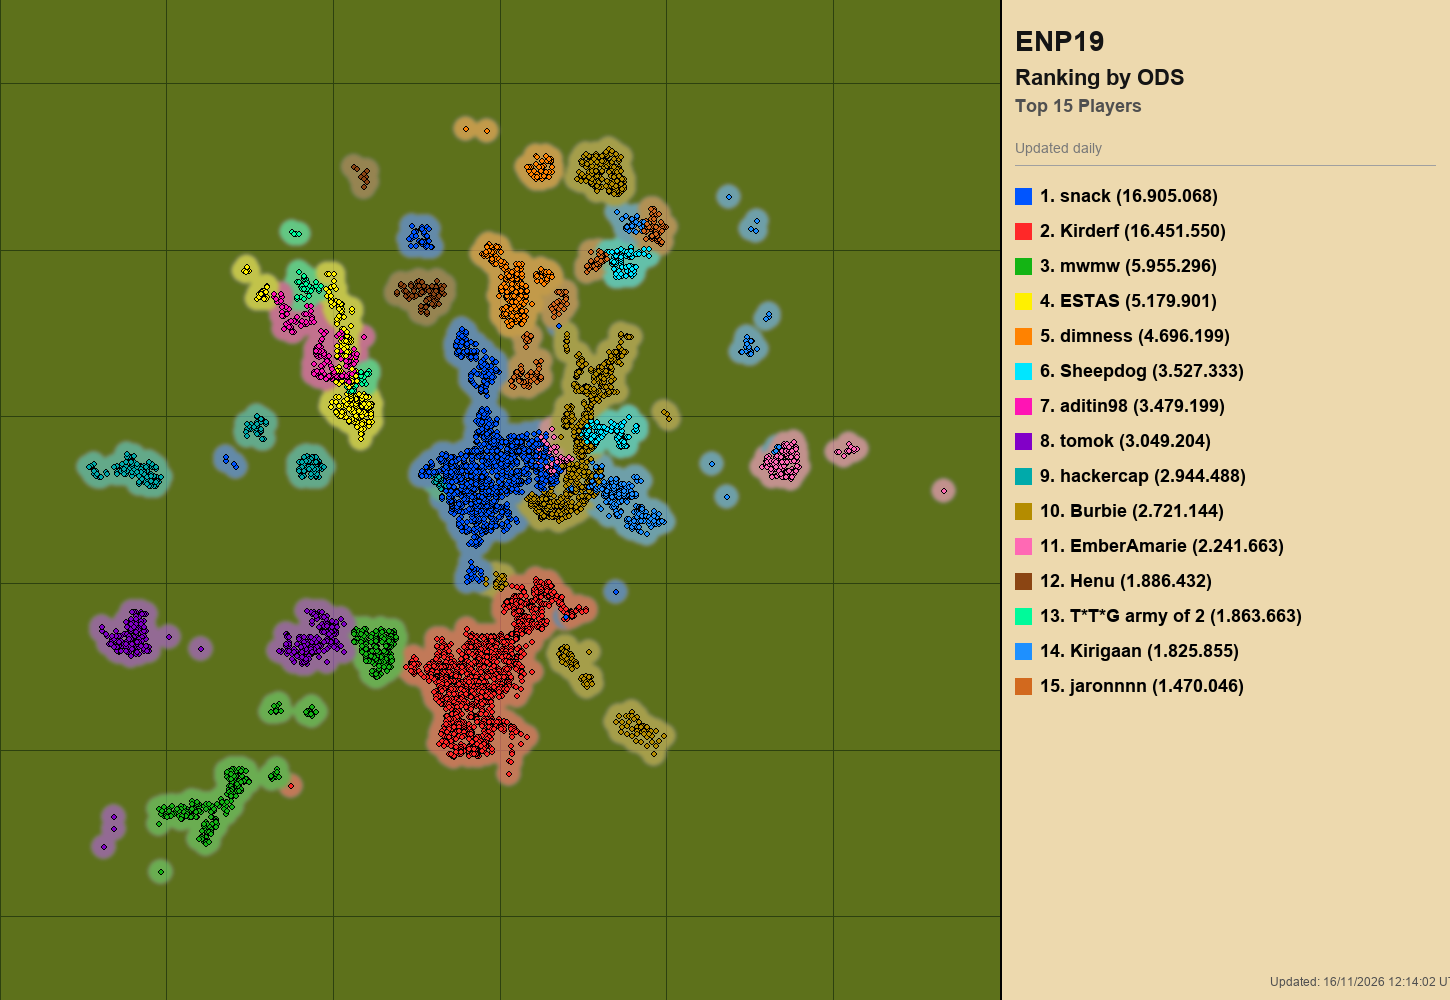 ENP19
Ranking by ODS
Top 15 Players
Updated daily
1. snack (16.905.068)
2. Kirderf (16.451.550)
3. mwmw (5.955.296)
4. ESTAS (5.179.901)
5. dimness (4.696.199)
6. Sheepdog (3.527.333)
7. aditin98 (3.479.199)
8. tomok (3.049.204)
9. hackercap (2.944.488)
10. Burbie (2.721.144)
11. EmberAmarie (2.241.663)
12. Henu (1.886.432)
13. T*T*G army of 2 (1.863.663)
14. Kirigaan (1.825.855)
15. jaronnnn (1.470.046)
Updated: 16/11/2026 12:14:02